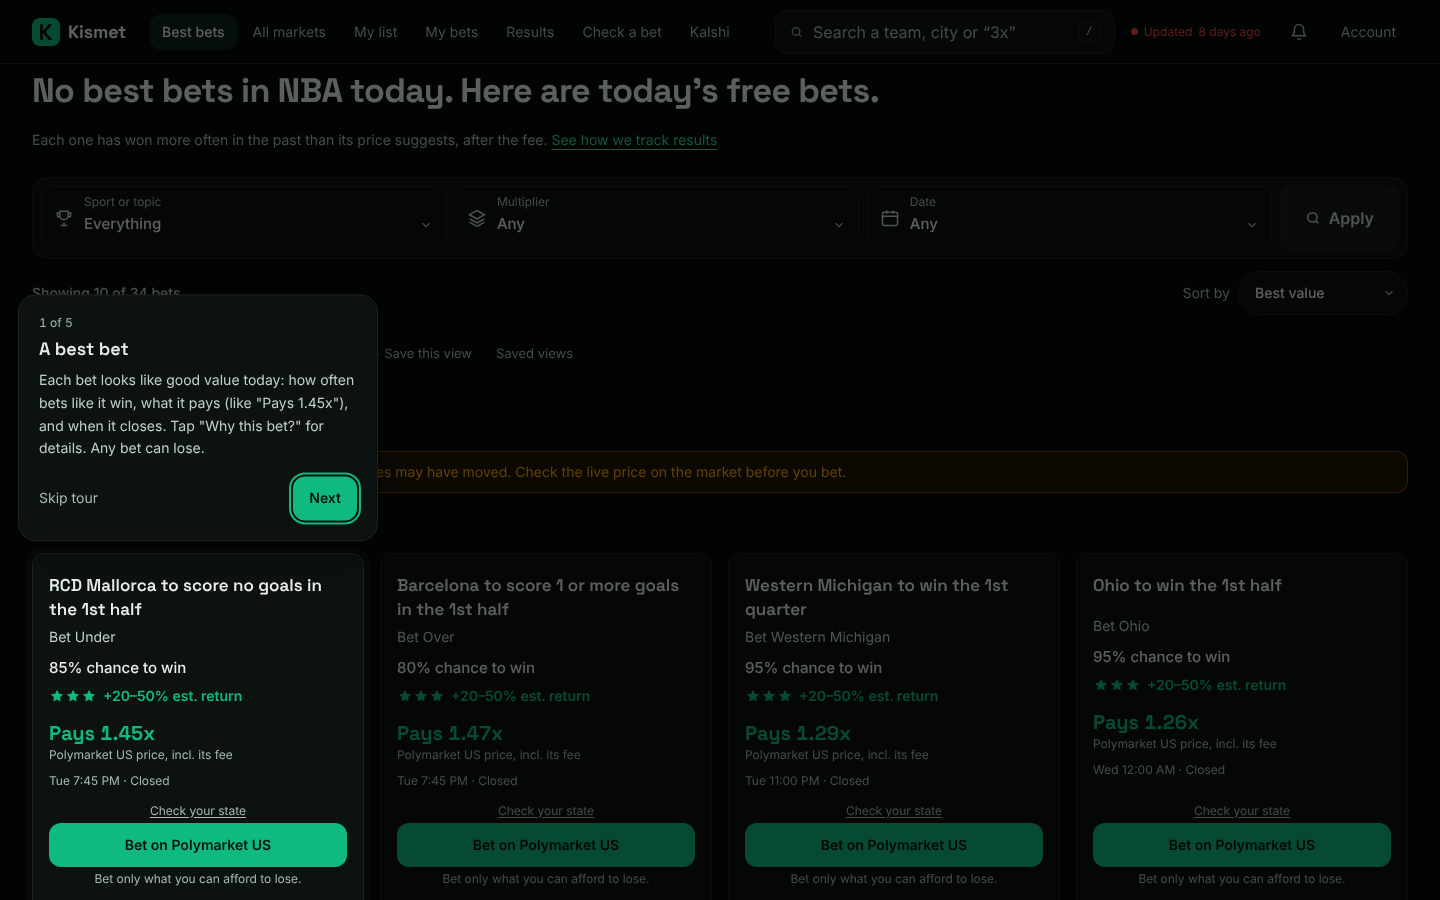 K Kismet
Best bets
All markets
My list
My bets
Results
Check a bet
Kalshi
Search a team, city or “3x”
/
Updated 8 days ago
Account
No best bets in NBA today. Here are today’s free bets.
Each one has won more often in the past than its price suggests, after the fee. See how we track results
Sport or topic
Everything
Multiplier
Any
Date
Any
Apply
Showing 10 of 34 bets
Sort by
Best value
Save this view
Saved views
1 of 5
A best bet
Each bet looks like good value today: how often
bets like it win, what it pays (like "Pays 1.45x"),
and when it closes. Tap "Why this bet?" for
details. Any bet can lose.
Skip tour
Next
may have moved. Check the live price on the market before you bet.
RCD Mallorca to score no goals in
the 1st half
Bet Under
85% chance to win
★★★ +20–50% est. return
Pays 1.45x
Polymarket US price, incl. its fee
Tue 7:45 PM · Closed
Check your state
Bet on Polymarket US
Bet only what you can afford to lose.
Barcelona to score 1 or more goals
in the 1st half
Bet Over
80% chance to win
★★★ +20–50% est. return
Pays 1.47x
Polymarket US price, incl. its fee
Tue 7:45 PM · Closed
Check your state
Bet on Polymarket US
Bet only what you can afford to lose.
Western Michigan to win the 1st
quarter
Bet Western Michigan
95% chance to win
★★★ +20–50% est. return
Pays 1.29x
Polymarket US price, incl. its fee
Tue 11:00 PM · Closed
Check your state
Bet on Polymarket US
Bet only what you can afford to lose.
Ohio to win the 1st half
Bet Ohio
95% chance to win
★★★ +20–50% est. return
Pays 1.26x
Polymarket US price, incl. its fee
Wed 12:00 AM · Closed
Check your state
Bet on Polymarket US
Bet only what you can afford to lose.